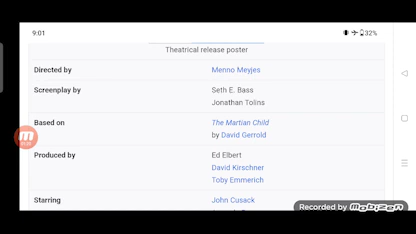 9:01
32%
Theatrical release poster
Directed by Menno Meyjes
Screenplay by Seth E. Bass
Jonathan Tolins
Based on The Martian Child
by David Gerrold
Produced by Ed Elbert
David Kirschner
Toby Emmerich
Starring John Cusack
Recorded by Mobizen